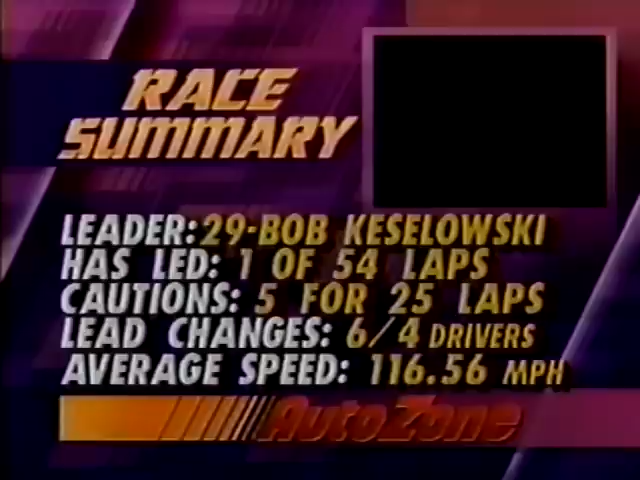 RACE
SUMMARY
LEADER: 29-BOB KESELOWSKI
HAS LED: 1 OF 54 LAPS
CAUTIONS: 5 FOR 25 LAPS
LEAD CHANGES: 6/4 DRIVERS
AVERAGE SPEED: 116.56 MPH
AutoZone